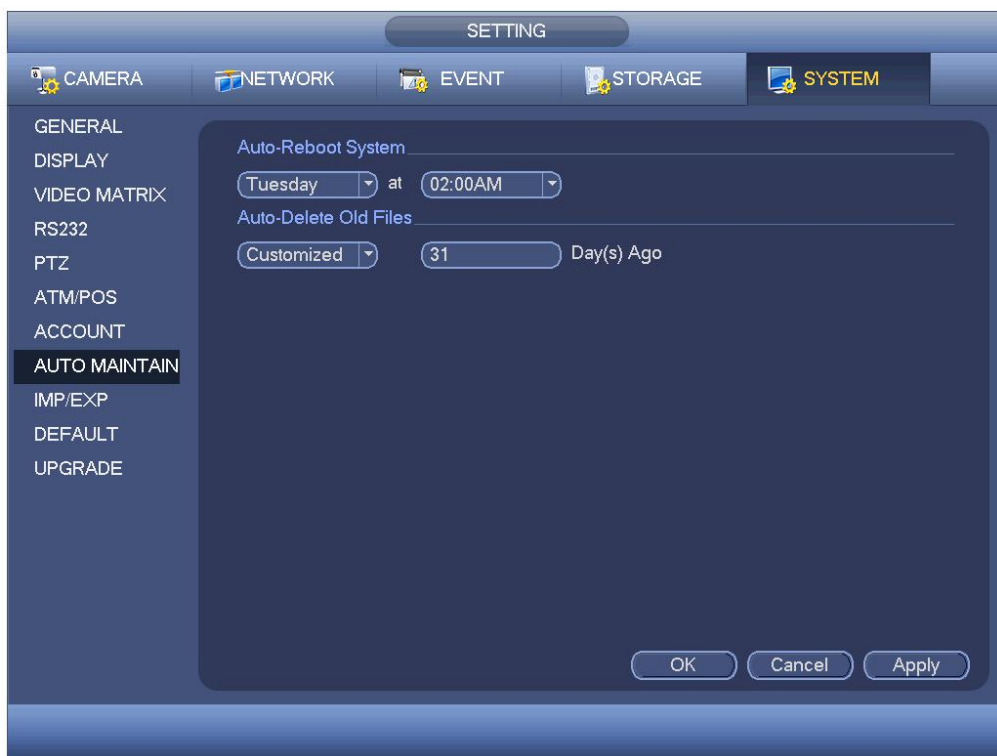 SETTING
CAMERA NETWORK EVENT STORAGE SYSTEM
GENERAL
DISPLAY
VIDEO MATRIX
RS232
PTZ
ATM/POS
ACCOUNT
AUTO MAINTAIN
IMP/EXP
DEFAULT
UPGRADE
Auto-Reboot System
Tuesday at 02:00AM
Auto-Delete Old Files
Customized 31 Day(s) Ago
OK Cancel Apply